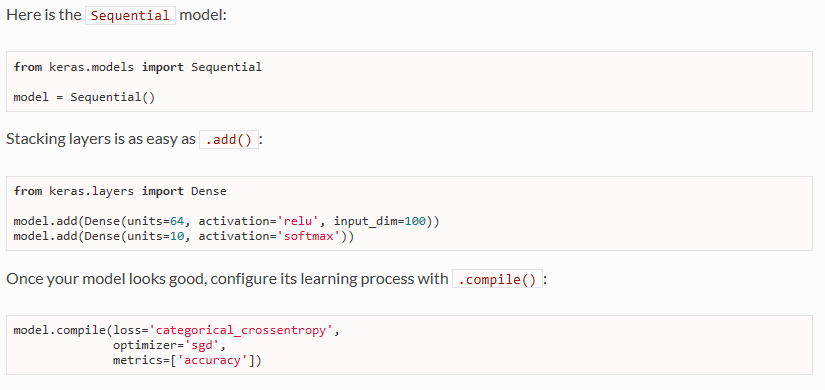 Here is the Sequential model:
from keras.models import Sequential
model = Sequential()
Stacking layers is as easy as .add():
from keras.layers import Dense
model.add(Dense(units=64, activation='relu', input_dim=100))
model.add(Dense(units=10, activation='softmax'))
Once your model looks good, configure its learning process with .compile():
model.compile(loss='categorical_crossentropy',
              optimizer='sgd',
              metrics=['accuracy'])